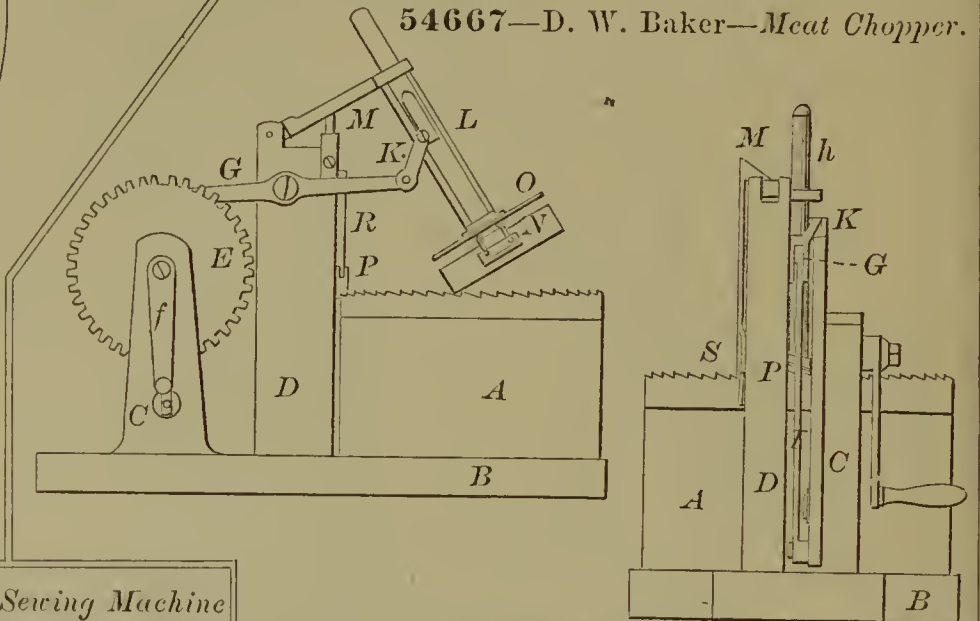 54667—D. W. Baker—Meat Chopper.
M
L
K
G
O
V
R
E
P
f
C
D
A
B
M
h
K
G
S
P
I
C
D
A
B
Sewing Machine